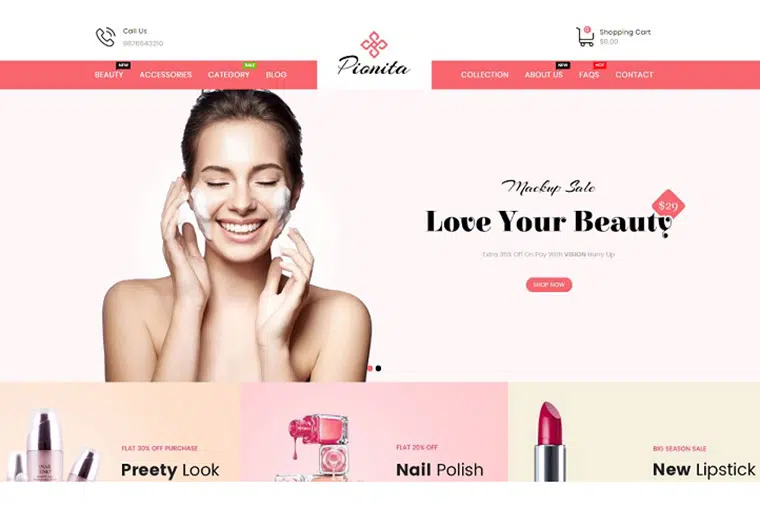 Call Us
9876543210
0
Shopping Cart
$0.00
Pionita
NEW
SALE
NEW
HOT
BEAUTY
ACCESSORIES
CATEGORY
BLOG
COLLECTION
ABOUT US
FAQS
CONTACT
Mackup Sale
$29
Love Your Beauty
Extra 35% Off On Pay With VISION Hurry Up
SHOP NOW
FLAT 30% OFF PURCHASE
Preety Look
FLAT 20% OFF
Nail Polish
BIG SEASON SALE
New Lipstick